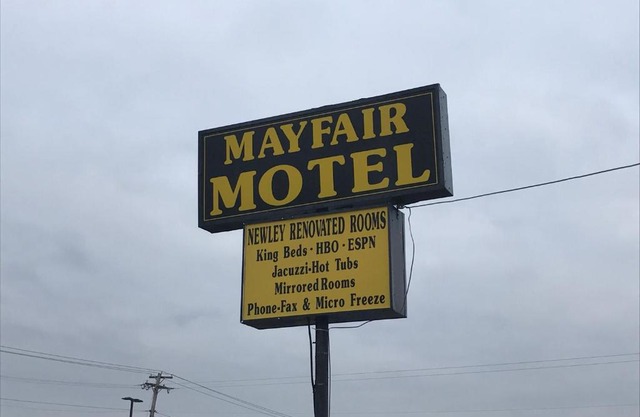 MAYFAIR
MOTEL
NEWLEY RENOVATED ROOMS
King Beds - HBO - ESPN
Jacuzzi-Hot Tubs
Mirrored Rooms
Phone-Fax & Micro Freeze